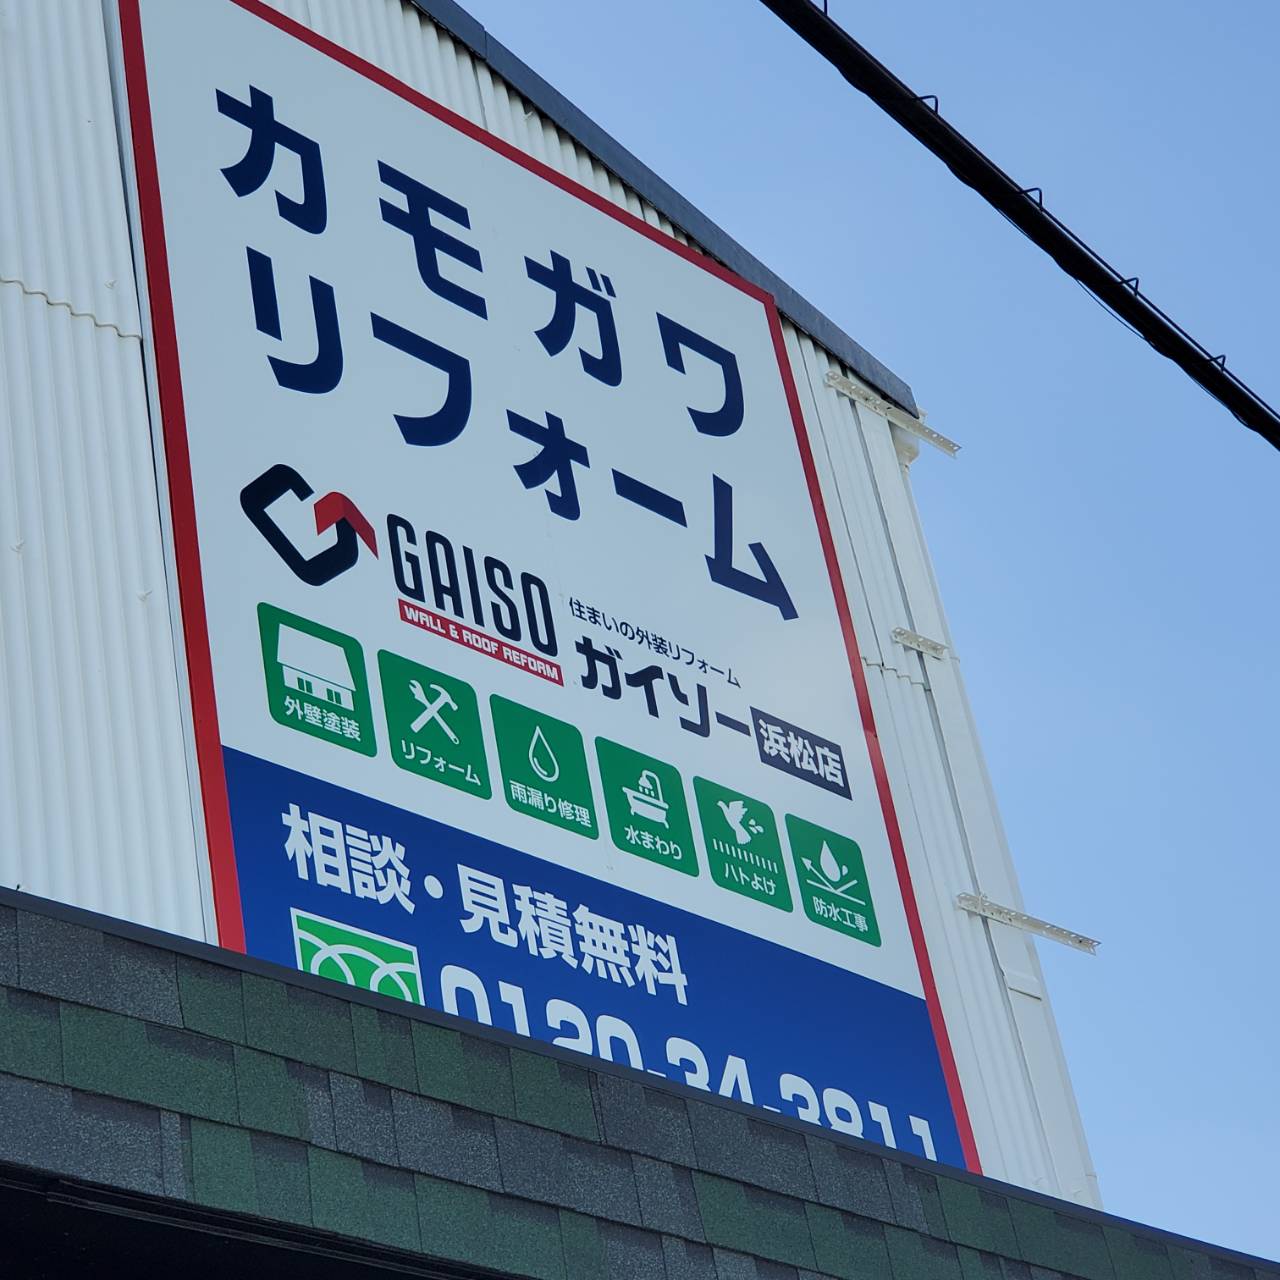 カモガワ
リフォーム
GAISO
WALL & ROOF REFORM
住まいの外装リフォーム
ガイソー浜松店
外壁塗装
リフォーム
雨漏り修理
水まわり
ハトよけ
防水工事
相談・見積無料
0120-34-3811